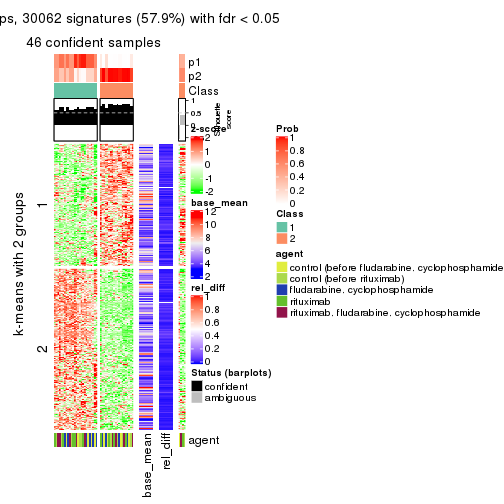 ps, 30062 signatures (57.9%) with fdr < 0.05
46 confident samples
p1
p2
Class
1
0.5
0
Silhouette
score
k-means with 2 groups
1
2
z-score
2
1
0
-1
-2
base_mean
12
10
8
6
4
2
rel_diff
1
0.8
0.6
0.4
0.2
0
Status (barplots)
confident
ambiguous
Prob
1
0.8
0.6
0.4
0.2
0
Class
1
2
agent
control (before fludarabine. cyclophosphamide
control (before rituximab)
fludarabine. cyclophosphamide
rituximab
rituximab. fludarabine. cyclophosphamide
agent
base_mean
rel_diff